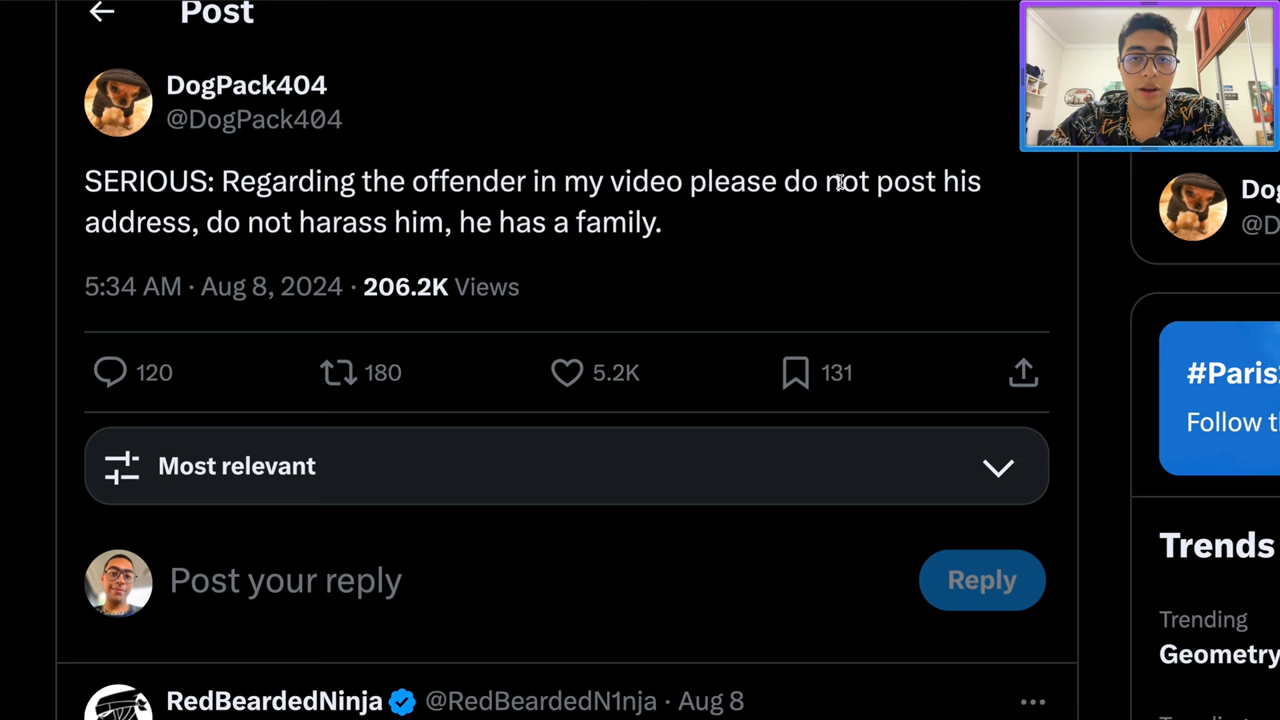 Post
DogPack404
@DogPack404
SERIOUS: Regarding the offender in my video please do not post his
address, do not harass him, he has a family.
5:34 AM · Aug 8, 2024 · 206.2K Views
120
180
5.2K
131
Most relevant
Post your reply
Reply
RedBeardedNinja @RedBeardedN1nja · Aug 8
Dog
@D
#Paris
Follow t
Trends
Trending
Geometry